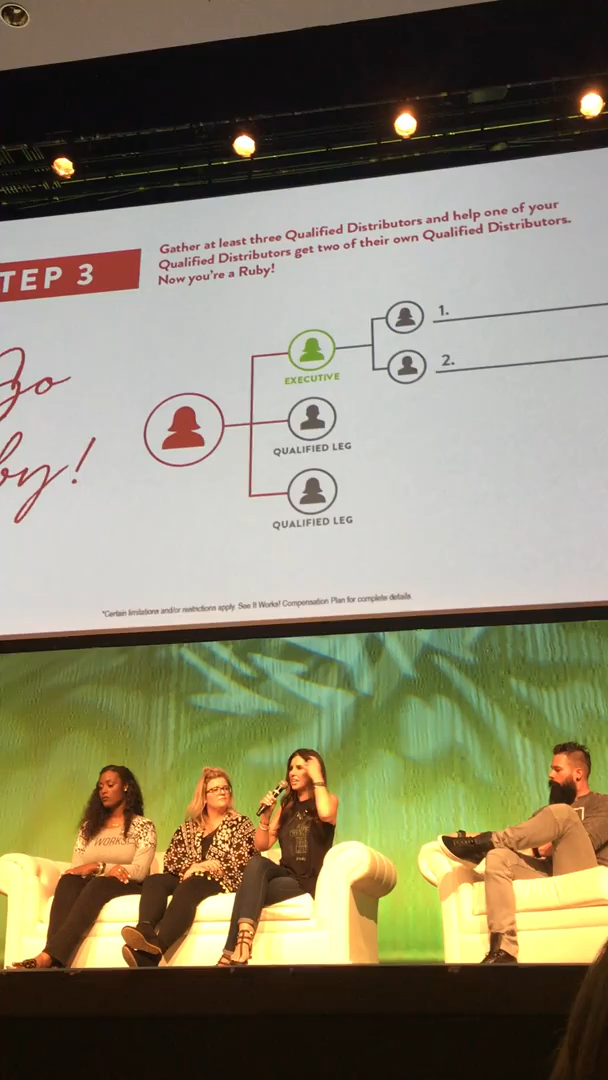 TEP 3
Gather at least three Qualified Distributors and help one of your
Qualified Distributors get two of their own Qualified Distributors.
Now you're a Ruby!
Go
by!
1.
EXECUTIVE
2.
QUALIFIED LEG
QUALIFIED LEG
*Certain limitations and/or restrictions apply. See It Works! Compensation Plan for complete details.
WORKS!